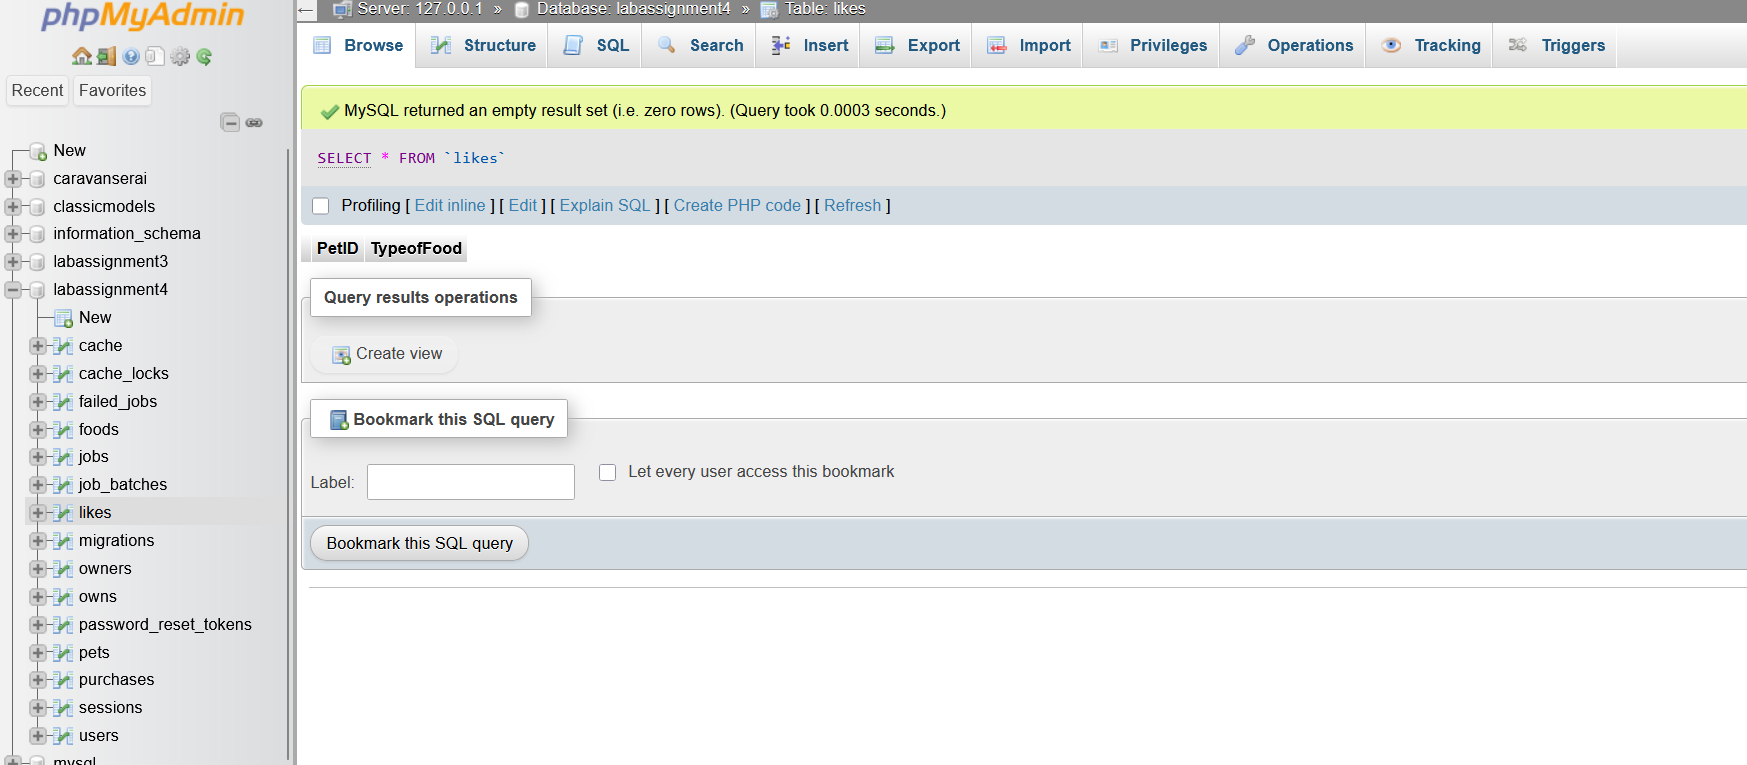 phpMyAdmin
Recent Favorites
New
caravanserai
classicmodels
information_schema
labassignment3
labassignment4
New
cache
cache_locks
failed_jobs
foods
jobs
job_batches
likes
migrations
owners
owns
password_reset_tokens
pets
purchases
sessions
users
mysql
Server: 127.0.0.1 » Database: labassignment4 » Table: likes
Browse Structure SQL Search Insert Export Import Privileges Operations Tracking Triggers
MySQL returned an empty result set (i.e. zero rows). (Query took 0.0003 seconds.)
SELECT * FROM `likes`
Profiling [ Edit inline ] [ Edit ] [ Explain SQL ] [ Create PHP code ] [ Refresh ]
PetID TypeofFood
Query results operations
Create view
Bookmark this SQL query
Label: Let every user access this bookmark
Bookmark this SQL query